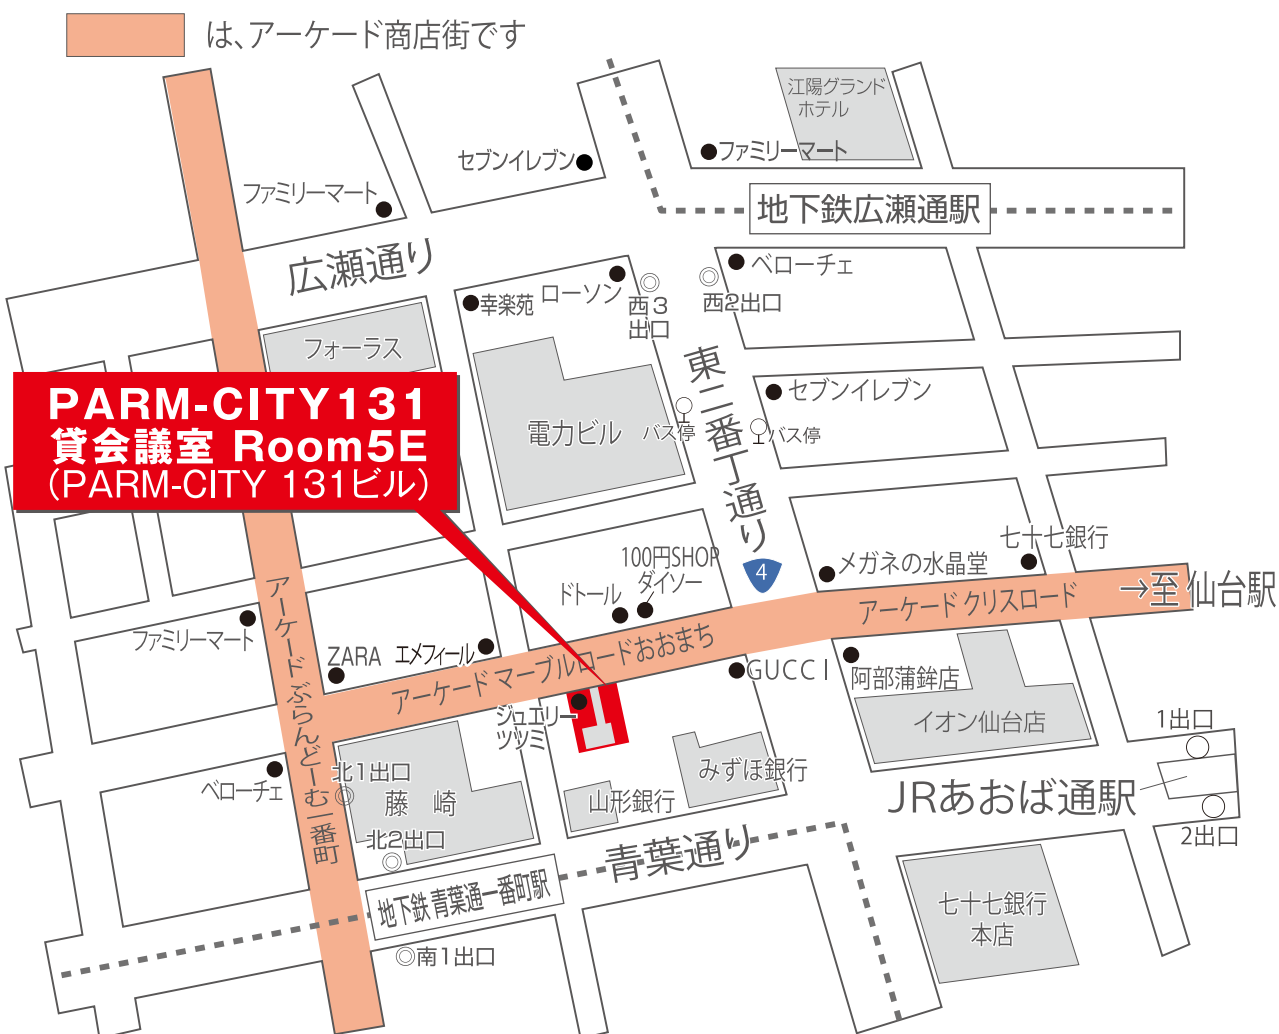 は、アーケード商店街です
江陽グランド
ホテル
セブンイレブン
ファミリーマート
ファミリーマート
地下鉄広瀬通駅
広瀬通り
ベローチェ
ローソン
幸楽苑
西3
出口
西2出口
フォーラス
東二番丁通り
セブンイレブン
PARM-CITY131
貸会議室 Room5E
(PARM-CITY 131ビル)
電力ビル
バス停
バス停
七十七銀行
100円SHOP
ダイソー
4
メガネの水晶堂
ドトール
アーケード クリスロード
→至 仙台駅
ファミリーマート
ZARA
エメフィール
アーケード マーブルロードおおまち
アーケード ぶらんどーむ一番町
GUCCI
阿部蒲鉾店
ジュエリー
ツツミ
イオン仙台店
1出口
みずほ銀行
北1出口
ベローチェ
藤崎
山形銀行
JRあおば通駅
2出口
北2出口
青葉通り
地下鉄 青葉通一番町駅
七十七銀行
本店
南1出口